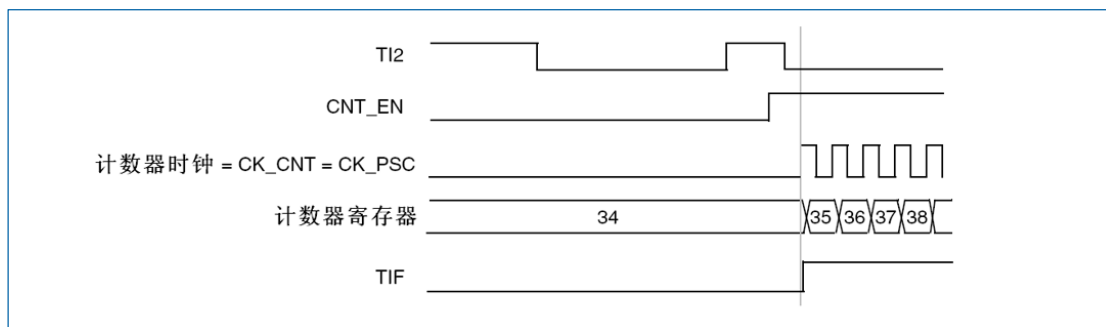 TI2
CNT_EN
计数器时钟 = CK_CNT = CK_PSC
计数器寄存器 34 35 36 37 38
TIF